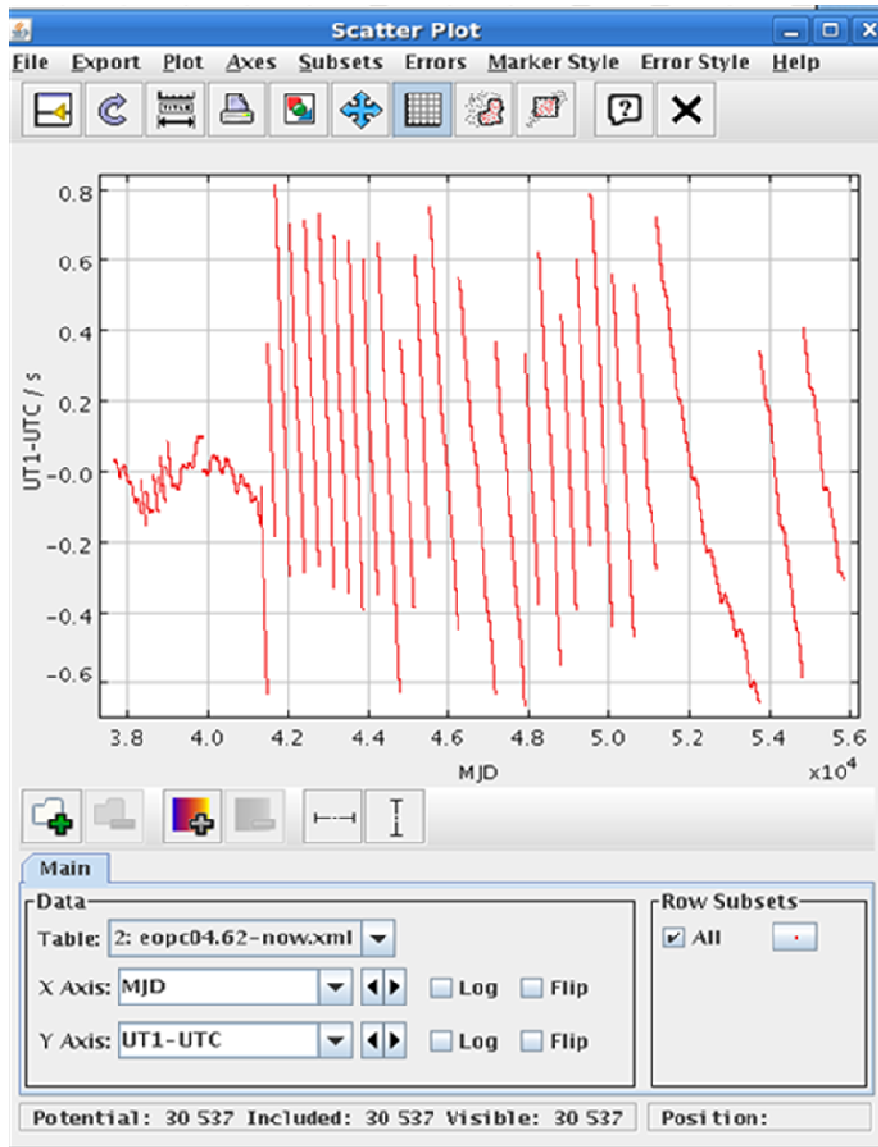 Scatter Plot
File Export Plot Axes Subsets Errors Marker Style Error Style Help
TITLE
?
0.8
0.6
0.4
0.2
-0.0
-0.2
-0.4
-0.6
UT1-UTC / s
3.8 4.0 4.2 4.4 4.6 4.8 5.0 5.2 5.4 5.6
MJD x10⁴
Main
Data
Table: 2: eopc04.62-now.xml
X Axis: MJD Log Flip
Y Axis: UT1-UTC Log Flip
Row Subsets
All
Potential: 30 537 Included: 30 537 Visible: 30 537 Position: